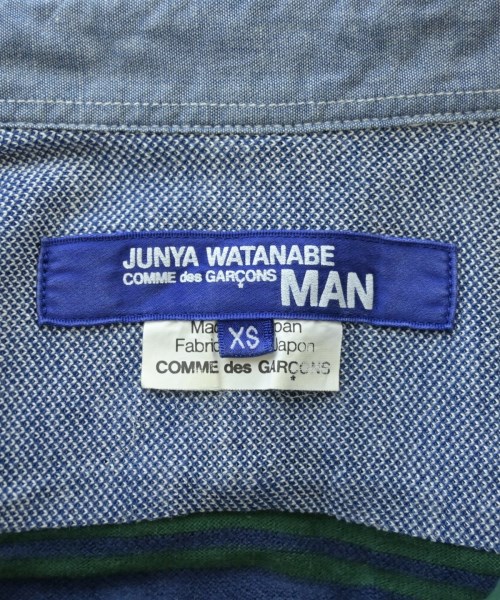 JUNYA WATANABE
COMME des GARÇONS MAN
XS
COMME des GARÇONS